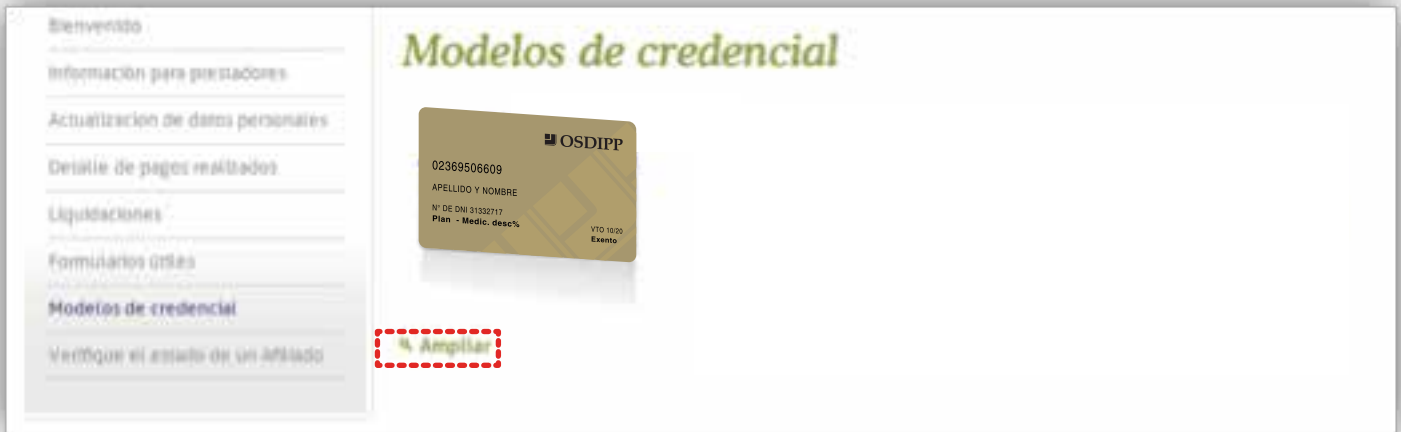 Bienvenido
Información para prestadores
Actualizacion de datos personales
Detalle de pagos realizados
Liquidaciones
Formularios útiles
Modelos de credencial
Verifique el estado de un Afiliado
Modelos de credencial
OSDIPP
02369506609
APELLIDO Y NOMBRE
N° DE DNI 31332717
Plan - Medic. desc%
VTO 10/20
Exento
Ampliar